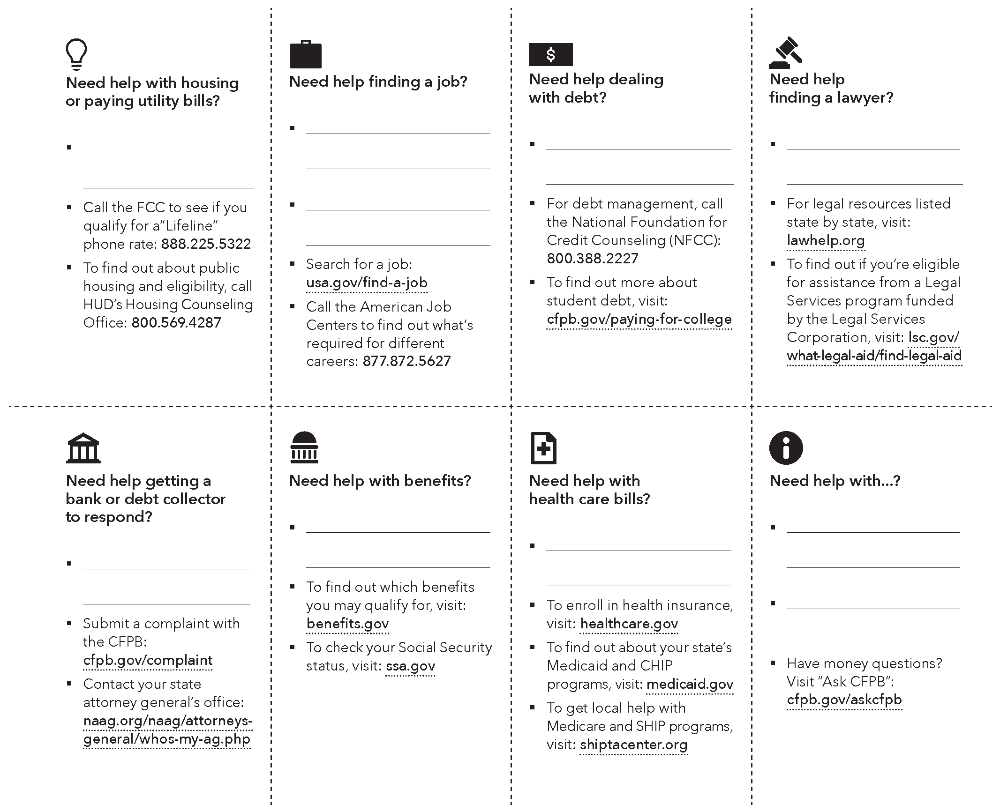 Need help with housing
or paying utility bills?
Call the FCC to see if you
qualify for a“Lifeline”
phone rate: 888.225.5322
To find out about public
housing and eligibility, call
HUD’s Housing Counseling
Office: 800.569.4287
Need help finding a job?
Search for a job:
usa.gov/find-a-job
Call the American Job
Centers to find out what’s
required for different
careers: 877.872.5627
$
Need help dealing
with debt?
For debt management, call
the National Foundation for
Credit Counseling (NFCC):
800.388.2227
To find out more about
student debt, visit:
cfpb.gov/paying-for-college
Need help
finding a lawyer?
For legal resources listed
state by state, visit:
lawhelp.org
To find out if you’re eligible
for assistance from a Legal
Services program funded
by the Legal Services
Corporation, visit: lsc.gov/
what-legal-aid/find-legal-aid
Need help getting a
bank or debt collector
to respond?
Submit a complaint with
the CFPB:
cfpb.gov/complaint
Contact your state
attorney general’s office:
naag.org/naag/attorneys-
general/whos-my-ag.php
Need help with benefits?
To find out which benefits
you may qualify for, visit:
benefits.gov
To check your Social Security
status, visit: ssa.gov
Need help with
health care bills?
To enroll in health insurance,
visit: healthcare.gov
To find out about your state’s
Medicaid and CHIP
programs, visit: medicaid.gov
To get local help with
Medicare and SHIP programs,
visit: shiptacenter.org
i
Need help with...?
Have money questions?
Visit “Ask CFPB”:
cfpb.gov/askcfpb